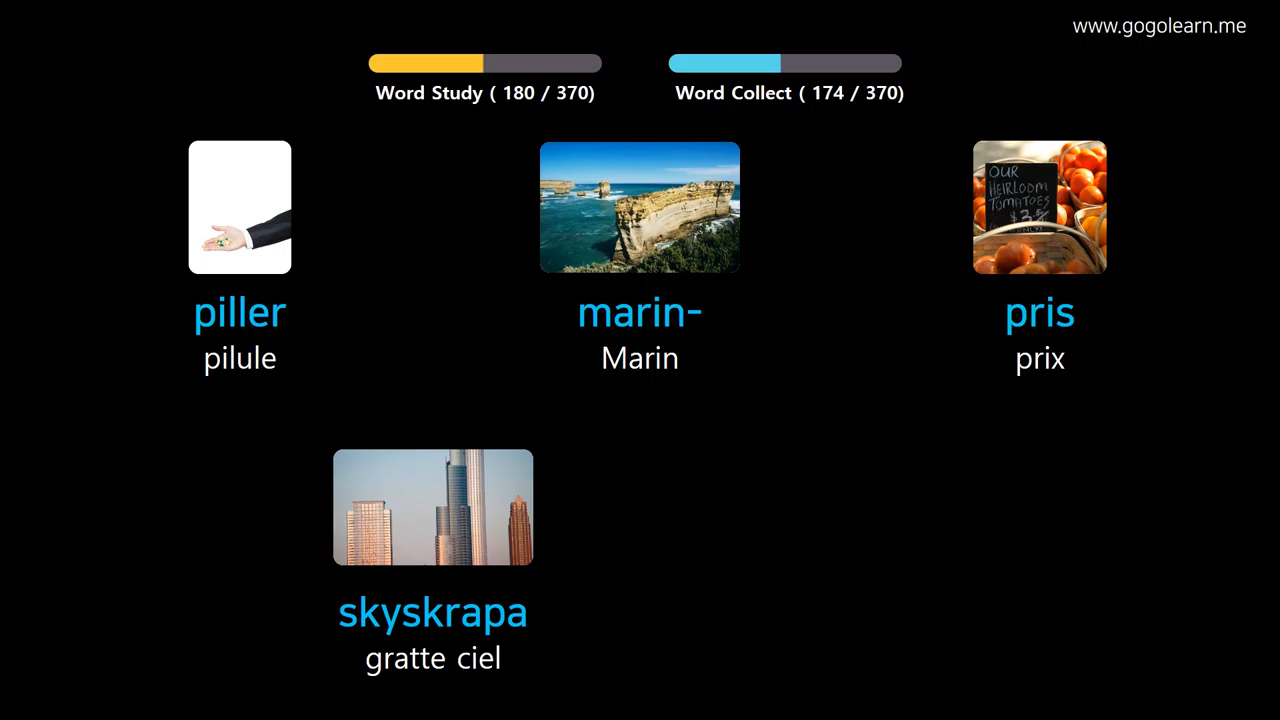 www.gogolearn.me
Word Study ( 180 / 370)
Word Collect ( 174 / 370)
OUR
HEIRLOOM
TOMATOES
piller
pilule
marin-
Marin
pris
prix
skyskrapa
gratte ciel